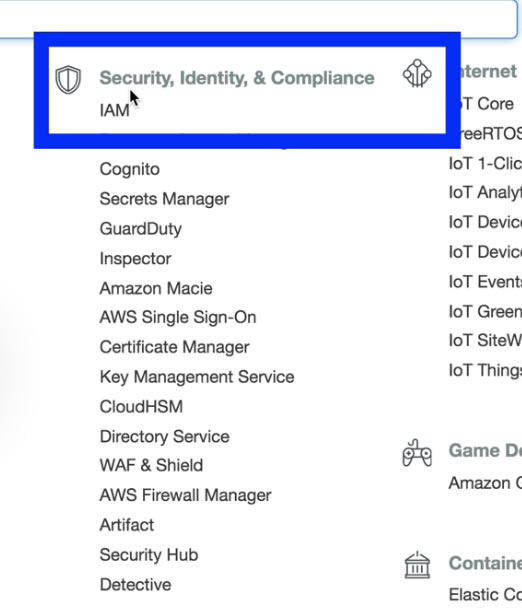 Security, Identity, & Compliance
IAM
Cognito
Secrets Manager
GuardDuty
Inspector
Amazon Macie
AWS Single Sign-On
Certificate Manager
Key Management Service
CloudHSM
Directory Service
WAF & Shield
AWS Firewall Manager
Artifact
Security Hub
Detective
nternet
T Core
reeRTOS
IoT 1-Clic
IoT Analyt
IoT Device
IoT Device
IoT Events
IoT Green
IoT SiteW
IoT Things
Game De
Amazon G
Containe
Elastic Co